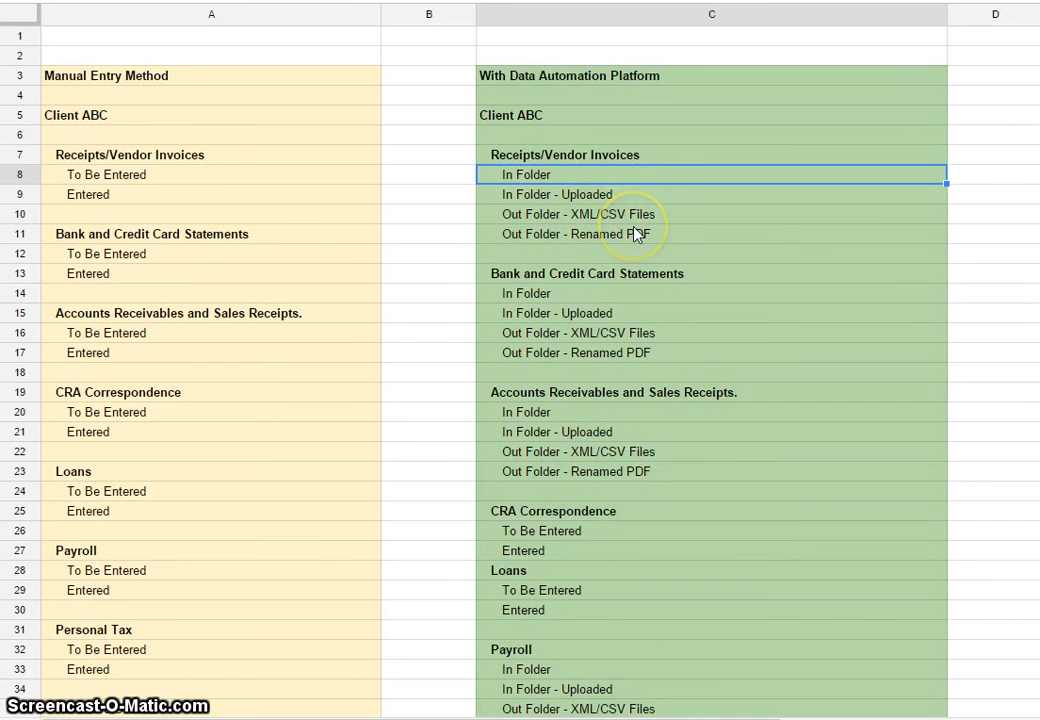 A B C D
1
2
3 Manual Entry Method With Data Automation Platform
4
5 Client ABC Client ABC
6
7 Receipts/Vendor Invoices Receipts/Vendor Invoices
8 To Be Entered In Folder
9 Entered In Folder - Uploaded
10 Out Folder - XML/CSV Files
11 Bank and Credit Card Statements Out Folder - Renamed PDF
12 To Be Entered
13 Entered Bank and Credit Card Statements
14 In Folder
15 Accounts Receivables and Sales Receipts. In Folder - Uploaded
16 To Be Entered Out Folder - XML/CSV Files
17 Entered Out Folder - Renamed PDF
18
19 CRA Correspondence Accounts Receivables and Sales Receipts.
20 To Be Entered In Folder
21 Entered In Folder - Uploaded
22 Out Folder - XML/CSV Files
23 Loans Out Folder - Renamed PDF
24 To Be Entered
25 Entered CRA Correspondence
26 To Be Entered
27 Payroll Entered
28 To Be Entered Loans
29 Entered To Be Entered
30 Entered
31 Personal Tax
32 To Be Entered Payroll
33 Entered In Folder
34 In Folder - Uploaded
Out Folder - XML/CSV Files
Screencast-O-Matic.com